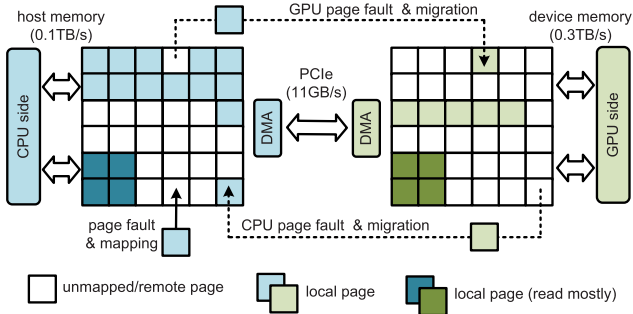 host memory
(0.1TB/s)
GPU page fault & migration
device memory
(0.3TB/s)
CPU side
PCIe
(11GB/s)
DMA
DMA
GPU side
page fault
& mapping
CPU page fault & migration
unmapped/remote page
local page
local page (read mostly)